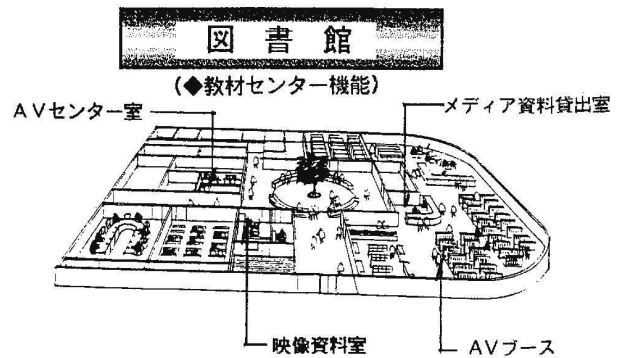 図書館
(◆教材センター機能)
AVセンター室
メディア資料貸出室
映像資料室
AVブース